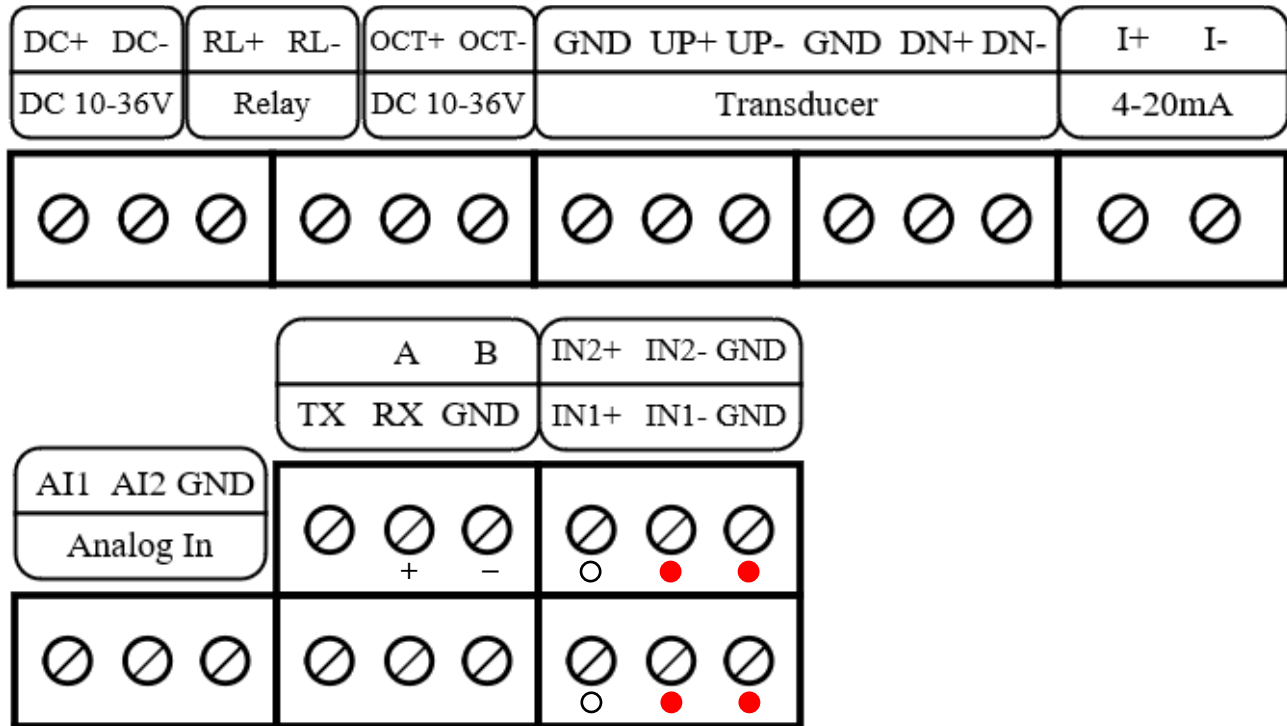 DC+ DC- RL+ RL- OCT+ OCT- GND UP+ UP- GND DN+ DN- I+ I-
DC 10-36V Relay DC 10-36V Transducer 4-20mA
A B IN2+ IN2- GND
TX RX GND IN1+ IN1- GND
AI1 AI2 GND
Analog In
+ −